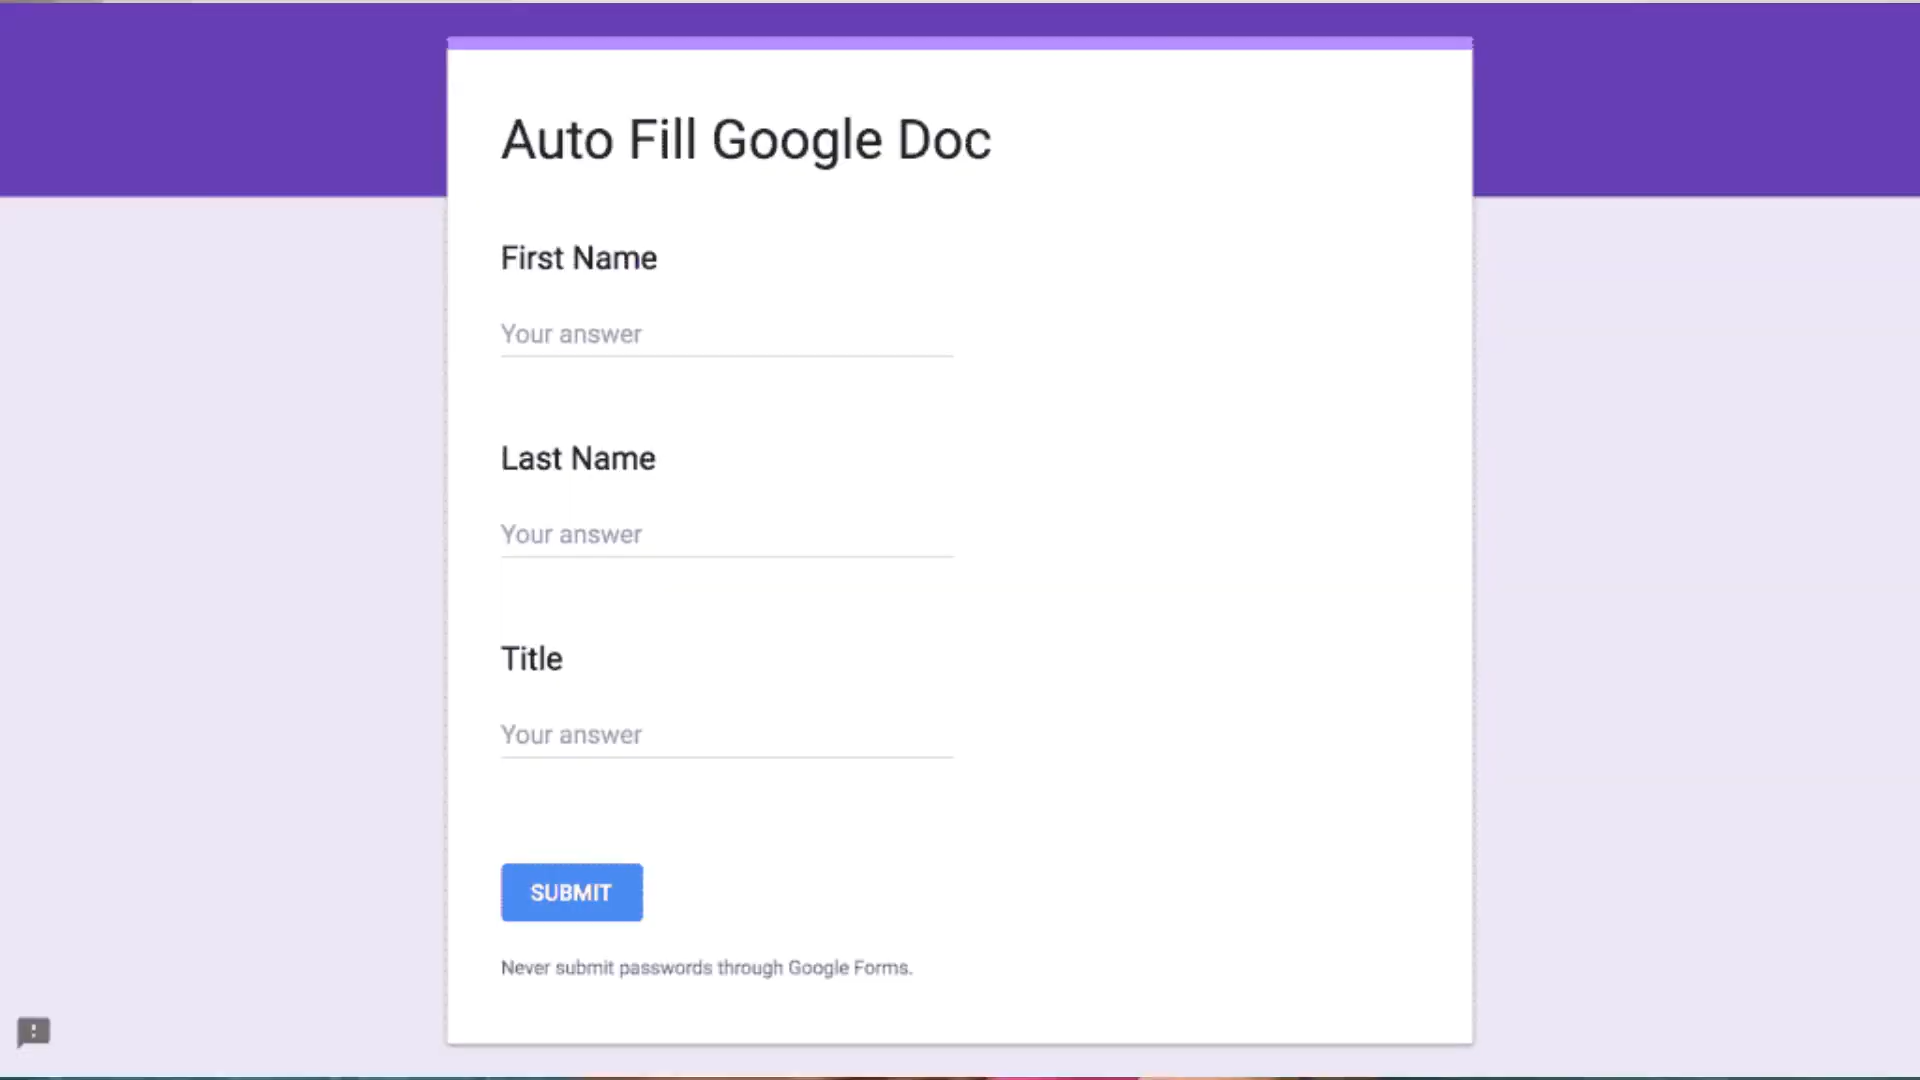 Auto Fill Google Doc
First Name
Your answer
Last Name
Your answer
Title
Your answer
SUBMIT
Never submit passwords through Google Forms.